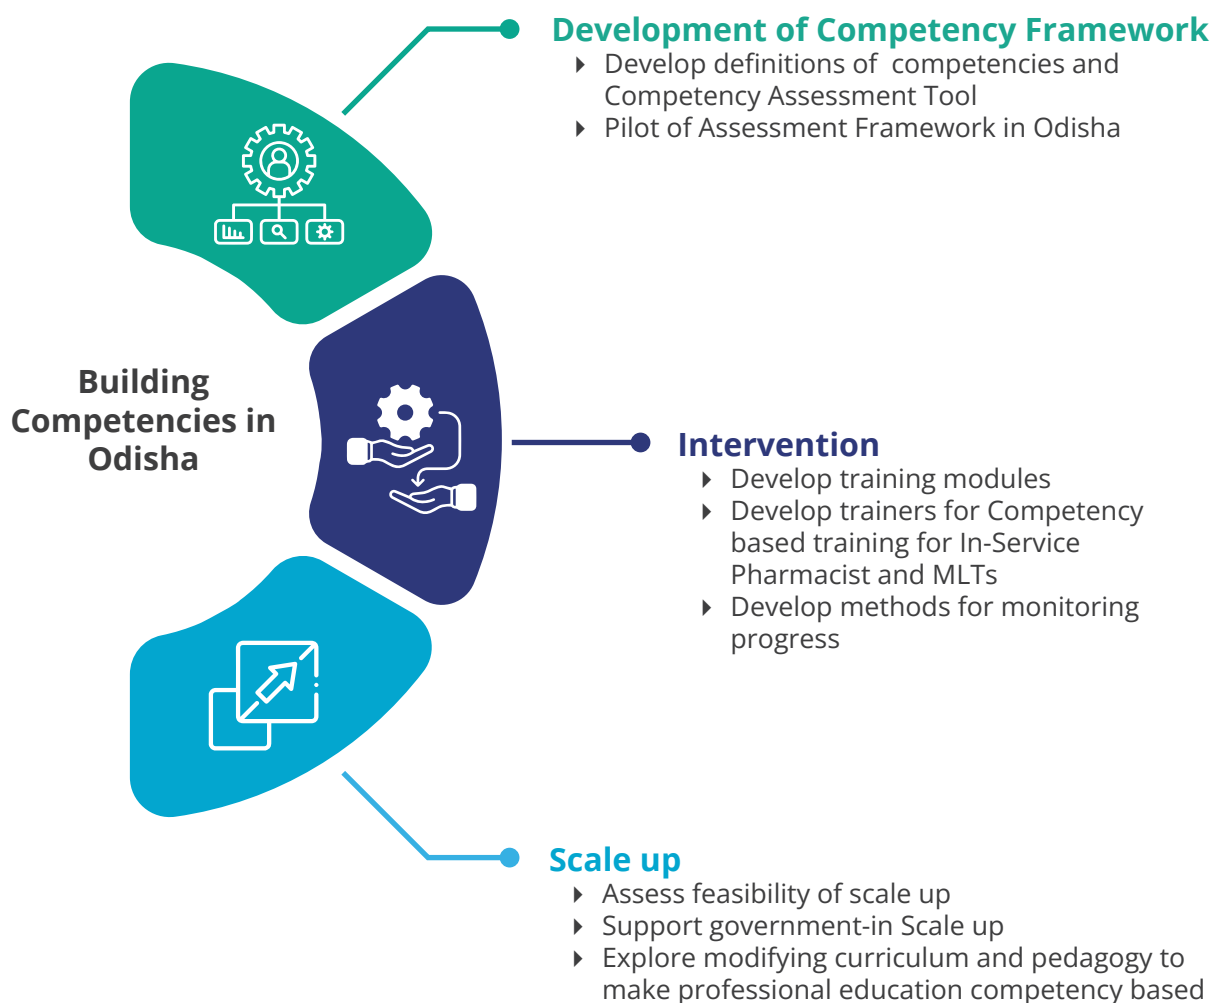 Development of Competency Framework
Develop definitions of competencies and
Competency Assessment Tool
Pilot of Assessment Framework in Odisha
Building
Competencies in
Odisha
Intervention
Develop training modules
Develop trainers for Competency
based training for In-Service
Pharmacist and MLTs
Develop methods for monitoring
progress
Scale up
Assess feasibility of scale up
Support government-in Scale up
Explore modifying curriculum and pedagogy to
make professional education competency based